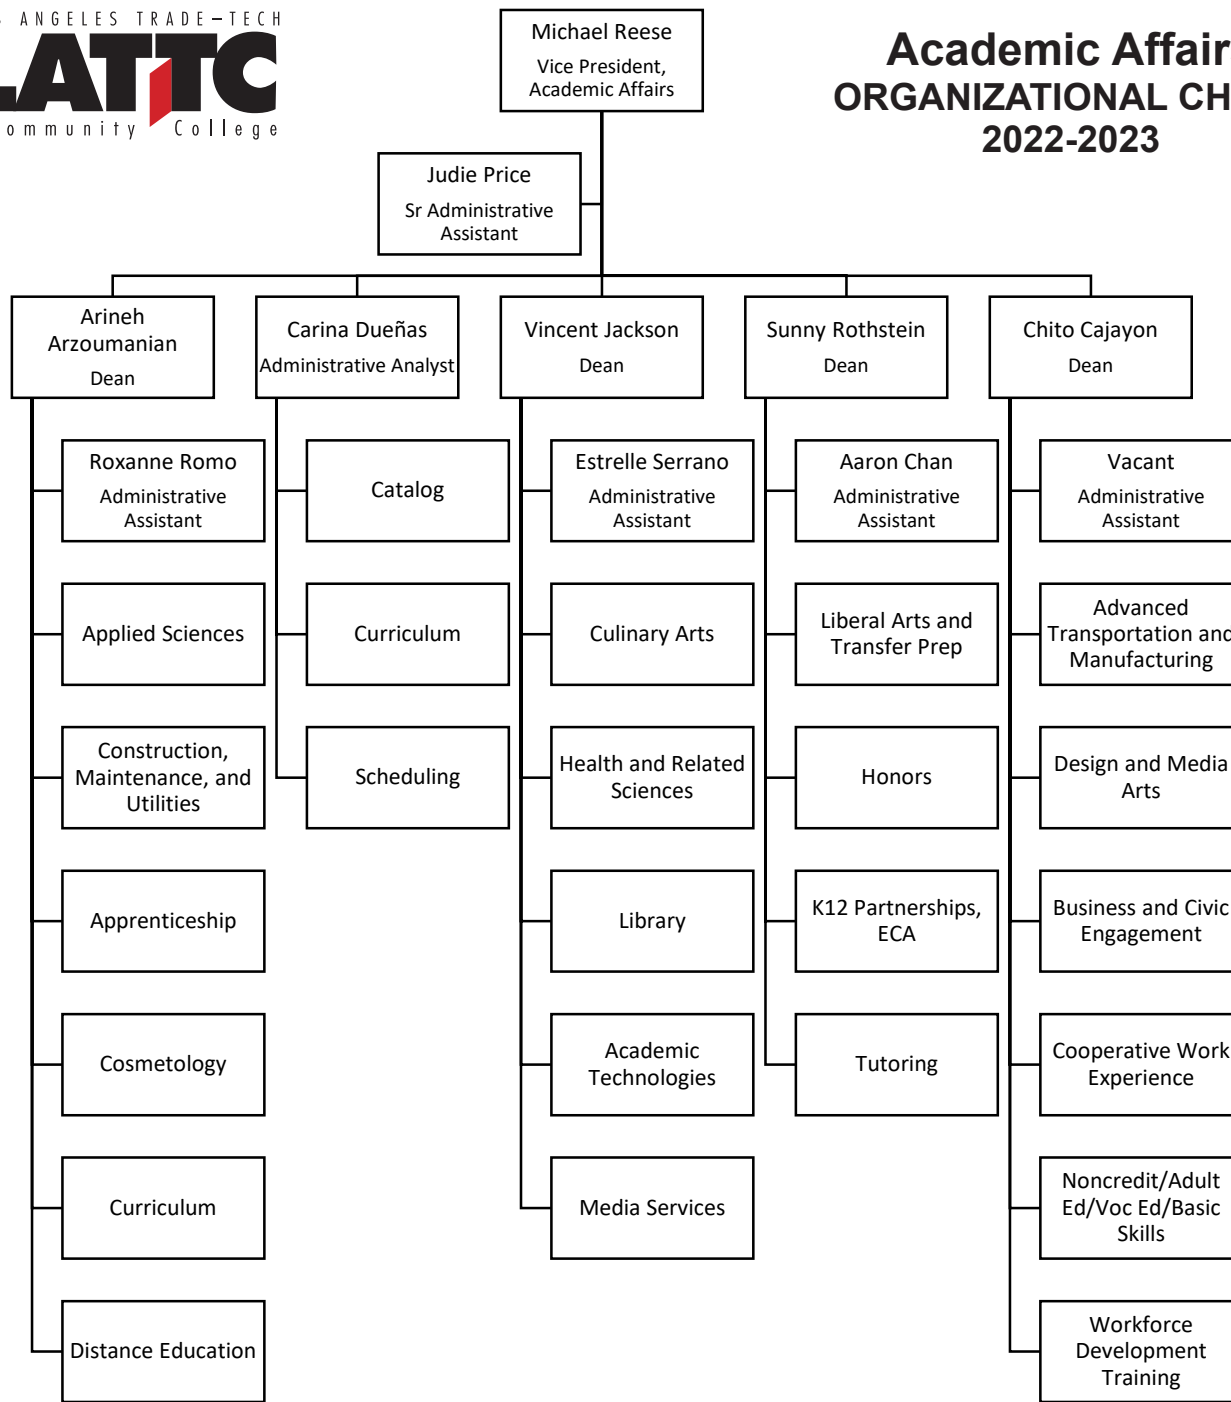 ANGELES TRADE-TECH
LATTC
ommunity College
Academic Affair
ORGANIZATIONAL CH
2022-2023
Michael Reese
Vice President,
Academic Affairs
Judie Price
Sr Administrative
Assistant
Arineh
Arzoumanian
Dean
Carina Dueñas
Administrative Analyst
Vincent Jackson
Dean
Sunny Rothstein
Dean
Chito Cajayon
Dean
Roxanne Romo
Administrative
Assistant
Applied Sciences
Construction,
Maintenance, and
Utilities
Apprenticeship
Cosmetology
Curriculum
Distance Education
Catalog
Curriculum
Scheduling
Estrelle Serrano
Administrative
Assistant
Culinary Arts
Health and Related
Sciences
Library
Academic
Technologies
Media Services
Aaron Chan
Administrative
Assistant
Liberal Arts and
Transfer Prep
Honors
K12 Partnerships,
ECA
Tutoring
Vacant
Administrative
Assistant
Advanced
Transportation and
Manufacturing
Design and Media
Arts
Business and Civic
Engagement
Cooperative Work
Experience
Noncredit/Adult
Ed/Voc Ed/Basic
Skills
Workforce
Development
Training